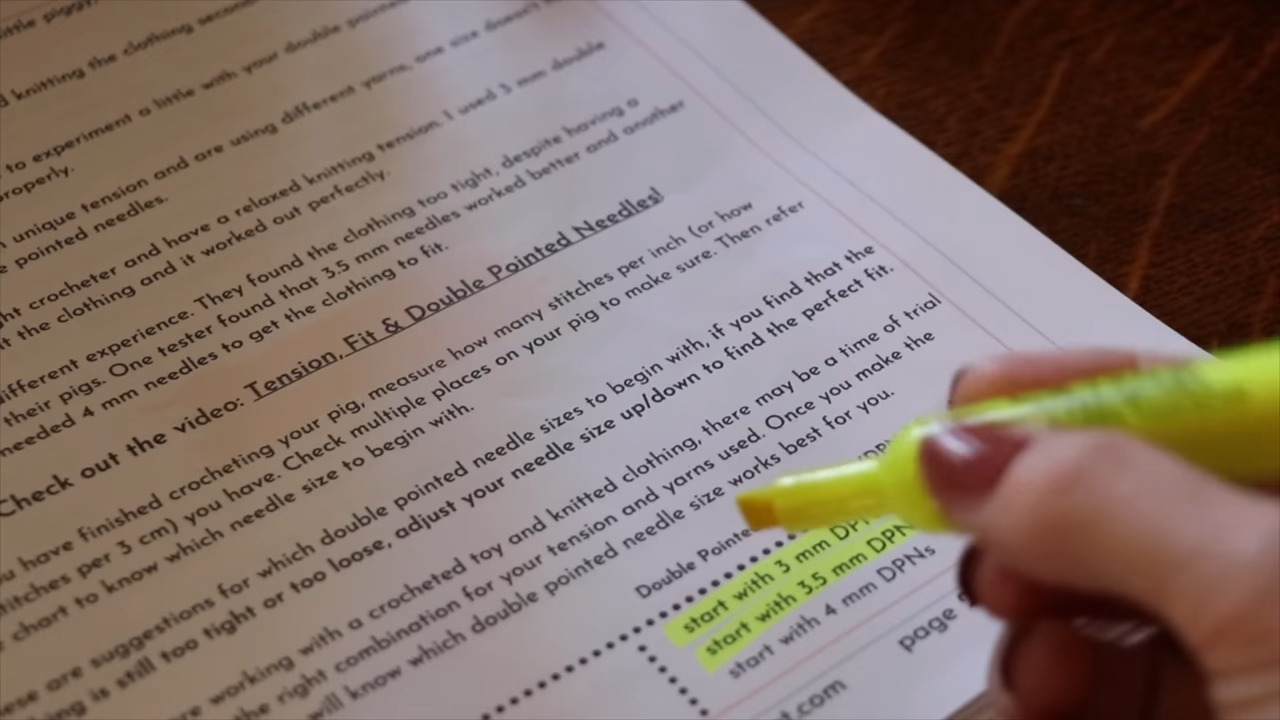 ittle piggy
knitting the clothing second
to experiment a little with your double pointed
properly.
unique tension and are using different yarns, one size doesn't
pointed needles.
ht crocheter and have a relaxed knitting tension. I used 3 mm double
t the clothing and it worked out perfectly.
different experience. They found the clothing too tight, despite having a
their pigs. One tester found that 3.5 mm needles worked better and another
needed 4 mm needles to get the clothing to fit.
Check out the video: Tension, Fit & Double Pointed Needles!
u have finished crocheting your pig, measure how many stitches per inch (or how
stitches per 3 cm) you have. Check multiple places on your pig to make sure. Then refer
chart to know which needle size to begin with.
ese are suggestions for which double pointed needle sizes to begin with, if you find that the
hing is still too tight or too loose, adjust your needle size up/down to find the perfect fit.
re working with a crocheted toy and knitted clothing, there may be a time of trial
the right combination for your tension and yarns used. Once you make the
will know which double pointed needle size works best for you.
Double Pointe
start with 3 mm DP
start with 3.5 mm DPN
start with 4 mm DPNs
page
t.com